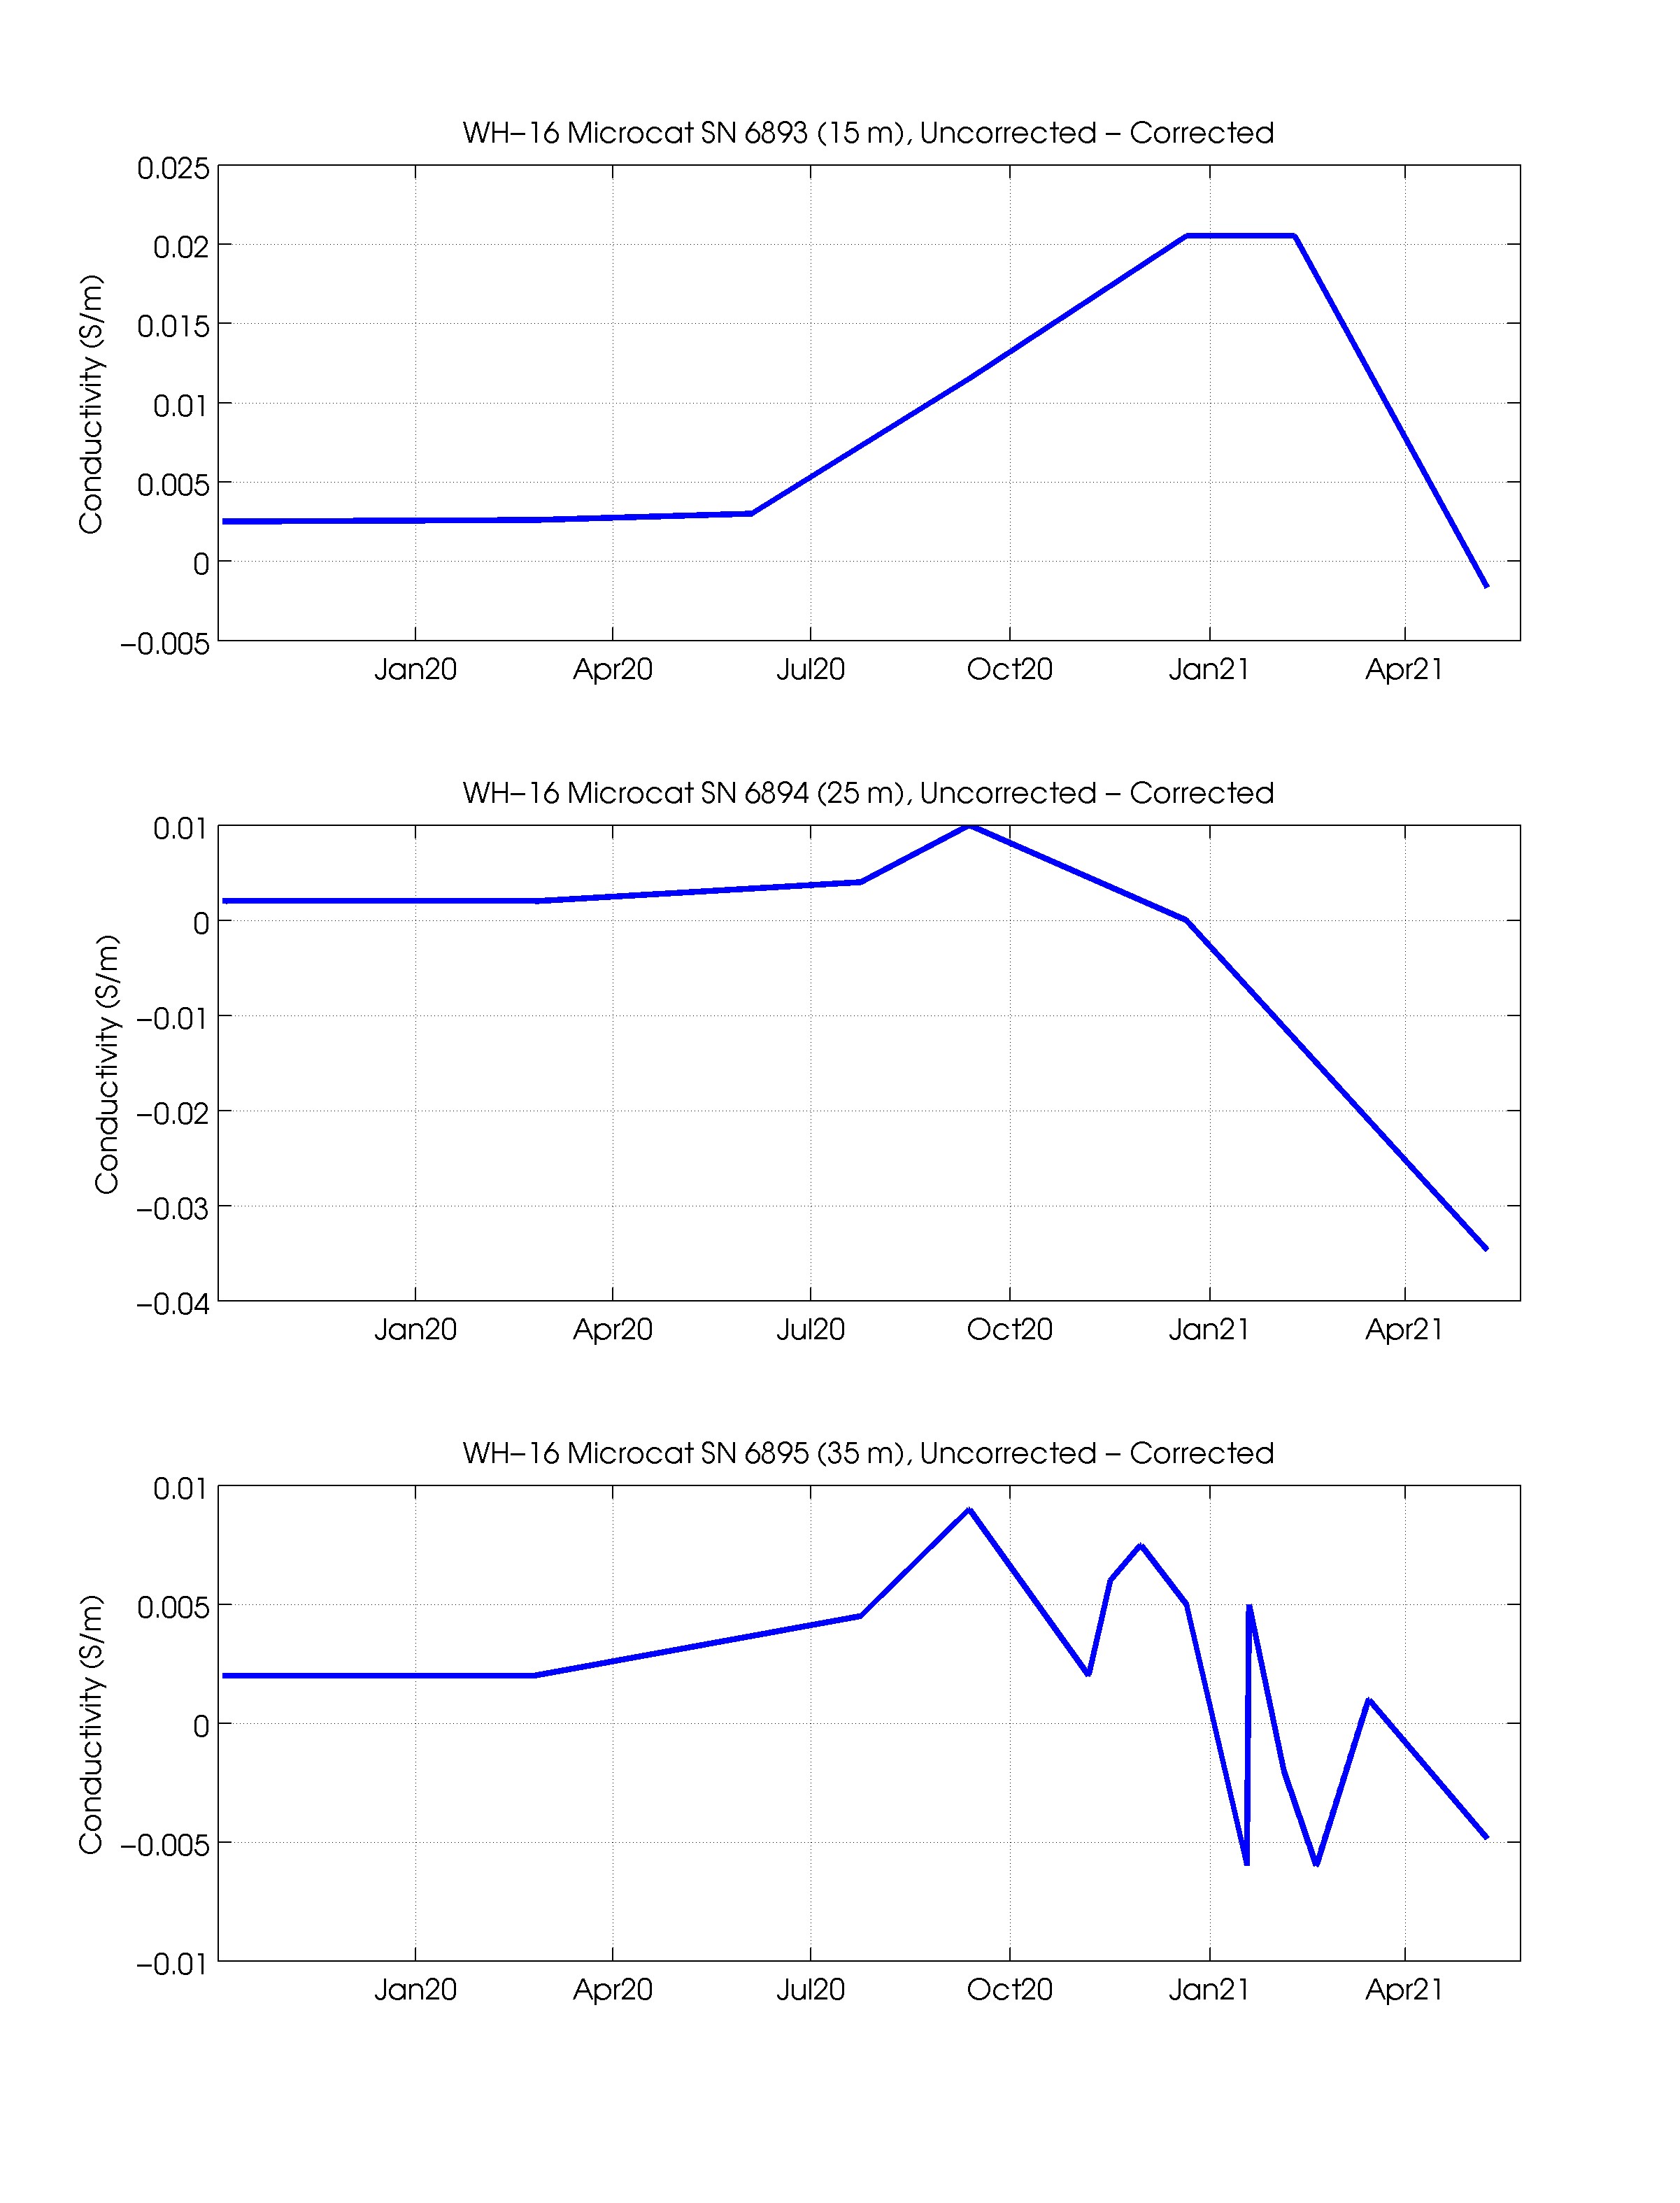 WH−16 Microcat SN 6893 (15 m), Uncorrected − Corrected
0.025
0.02
0.015
0.01
0.005
0
−0.005
Conductivity (S/m)
Jan20 Apr20 Jul20 Oct20 Jan21 Apr21
WH−16 Microcat SN 6894 (25 m), Uncorrected − Corrected
0.01
0
−0.01
−0.02
−0.03
−0.04
Conductivity (S/m)
Jan20 Apr20 Jul20 Oct20 Jan21 Apr21
WH−16 Microcat SN 6895 (35 m), Uncorrected − Corrected
0.01
0.005
0
−0.005
−0.01
Conductivity (S/m)
Jan20 Apr20 Jul20 Oct20 Jan21 Apr21